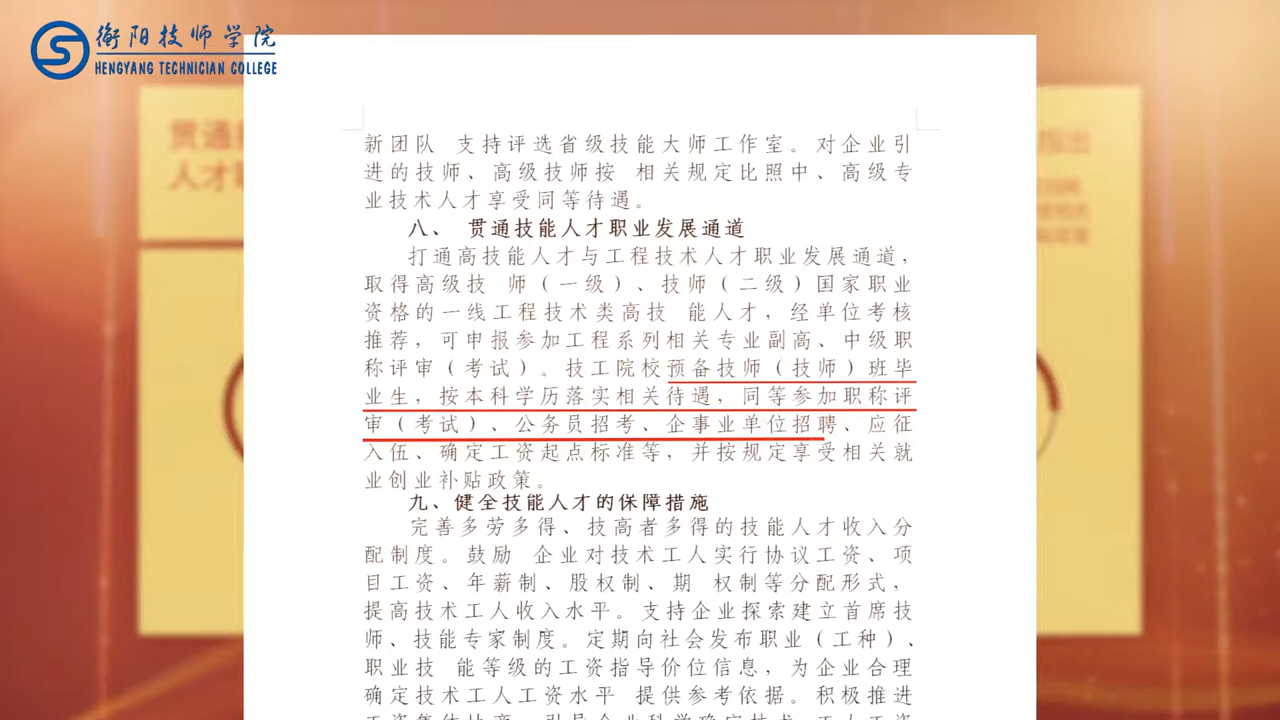 衡阳技师学院
HENGYANG TECHNICIAN COLLEGE
贯通
人才
指出
新团队 支持评选省级技能大师工作室。对企业引
进的技师、高级技师按 相关规定比照中、高级专
业技术人才享受同等待遇。
八、 贯通技能人才职业发展通道
打通高技能人才与工程技术人才职业发展通道，
取得高级技 师（一级）、技师（二级）国家职业
资格的一线工程技术类高技 能人才，经单位考核
推荐，可申报参加工程系列相关专业副高、中级职
称评审（考试）。技工院校预备技师（技师）班毕
业生，按本科学历落实相关待遇，同等参加职称评
审（考试）、公务员招考、企事业单位招聘、应征
入伍、确定工资起点标准等，并按规定享受相关就
业创业补贴政策。
九、健全技能人才的保障措施
完善多劳多得、技高者多得的技能人才收入分
配制度。鼓励 企业对技术工人实行协议工资、项
目工资、年薪制、股权制、期 权制等分配形式，
提高技术工人收入水平。支持企业探索建立首席技
师、技能专家制度。定期向社会发布职业（工种）、
职业技 能等级的工资指导价位信息，为企业合理
确定技术工人工资水平 提供参考依据。积极推进